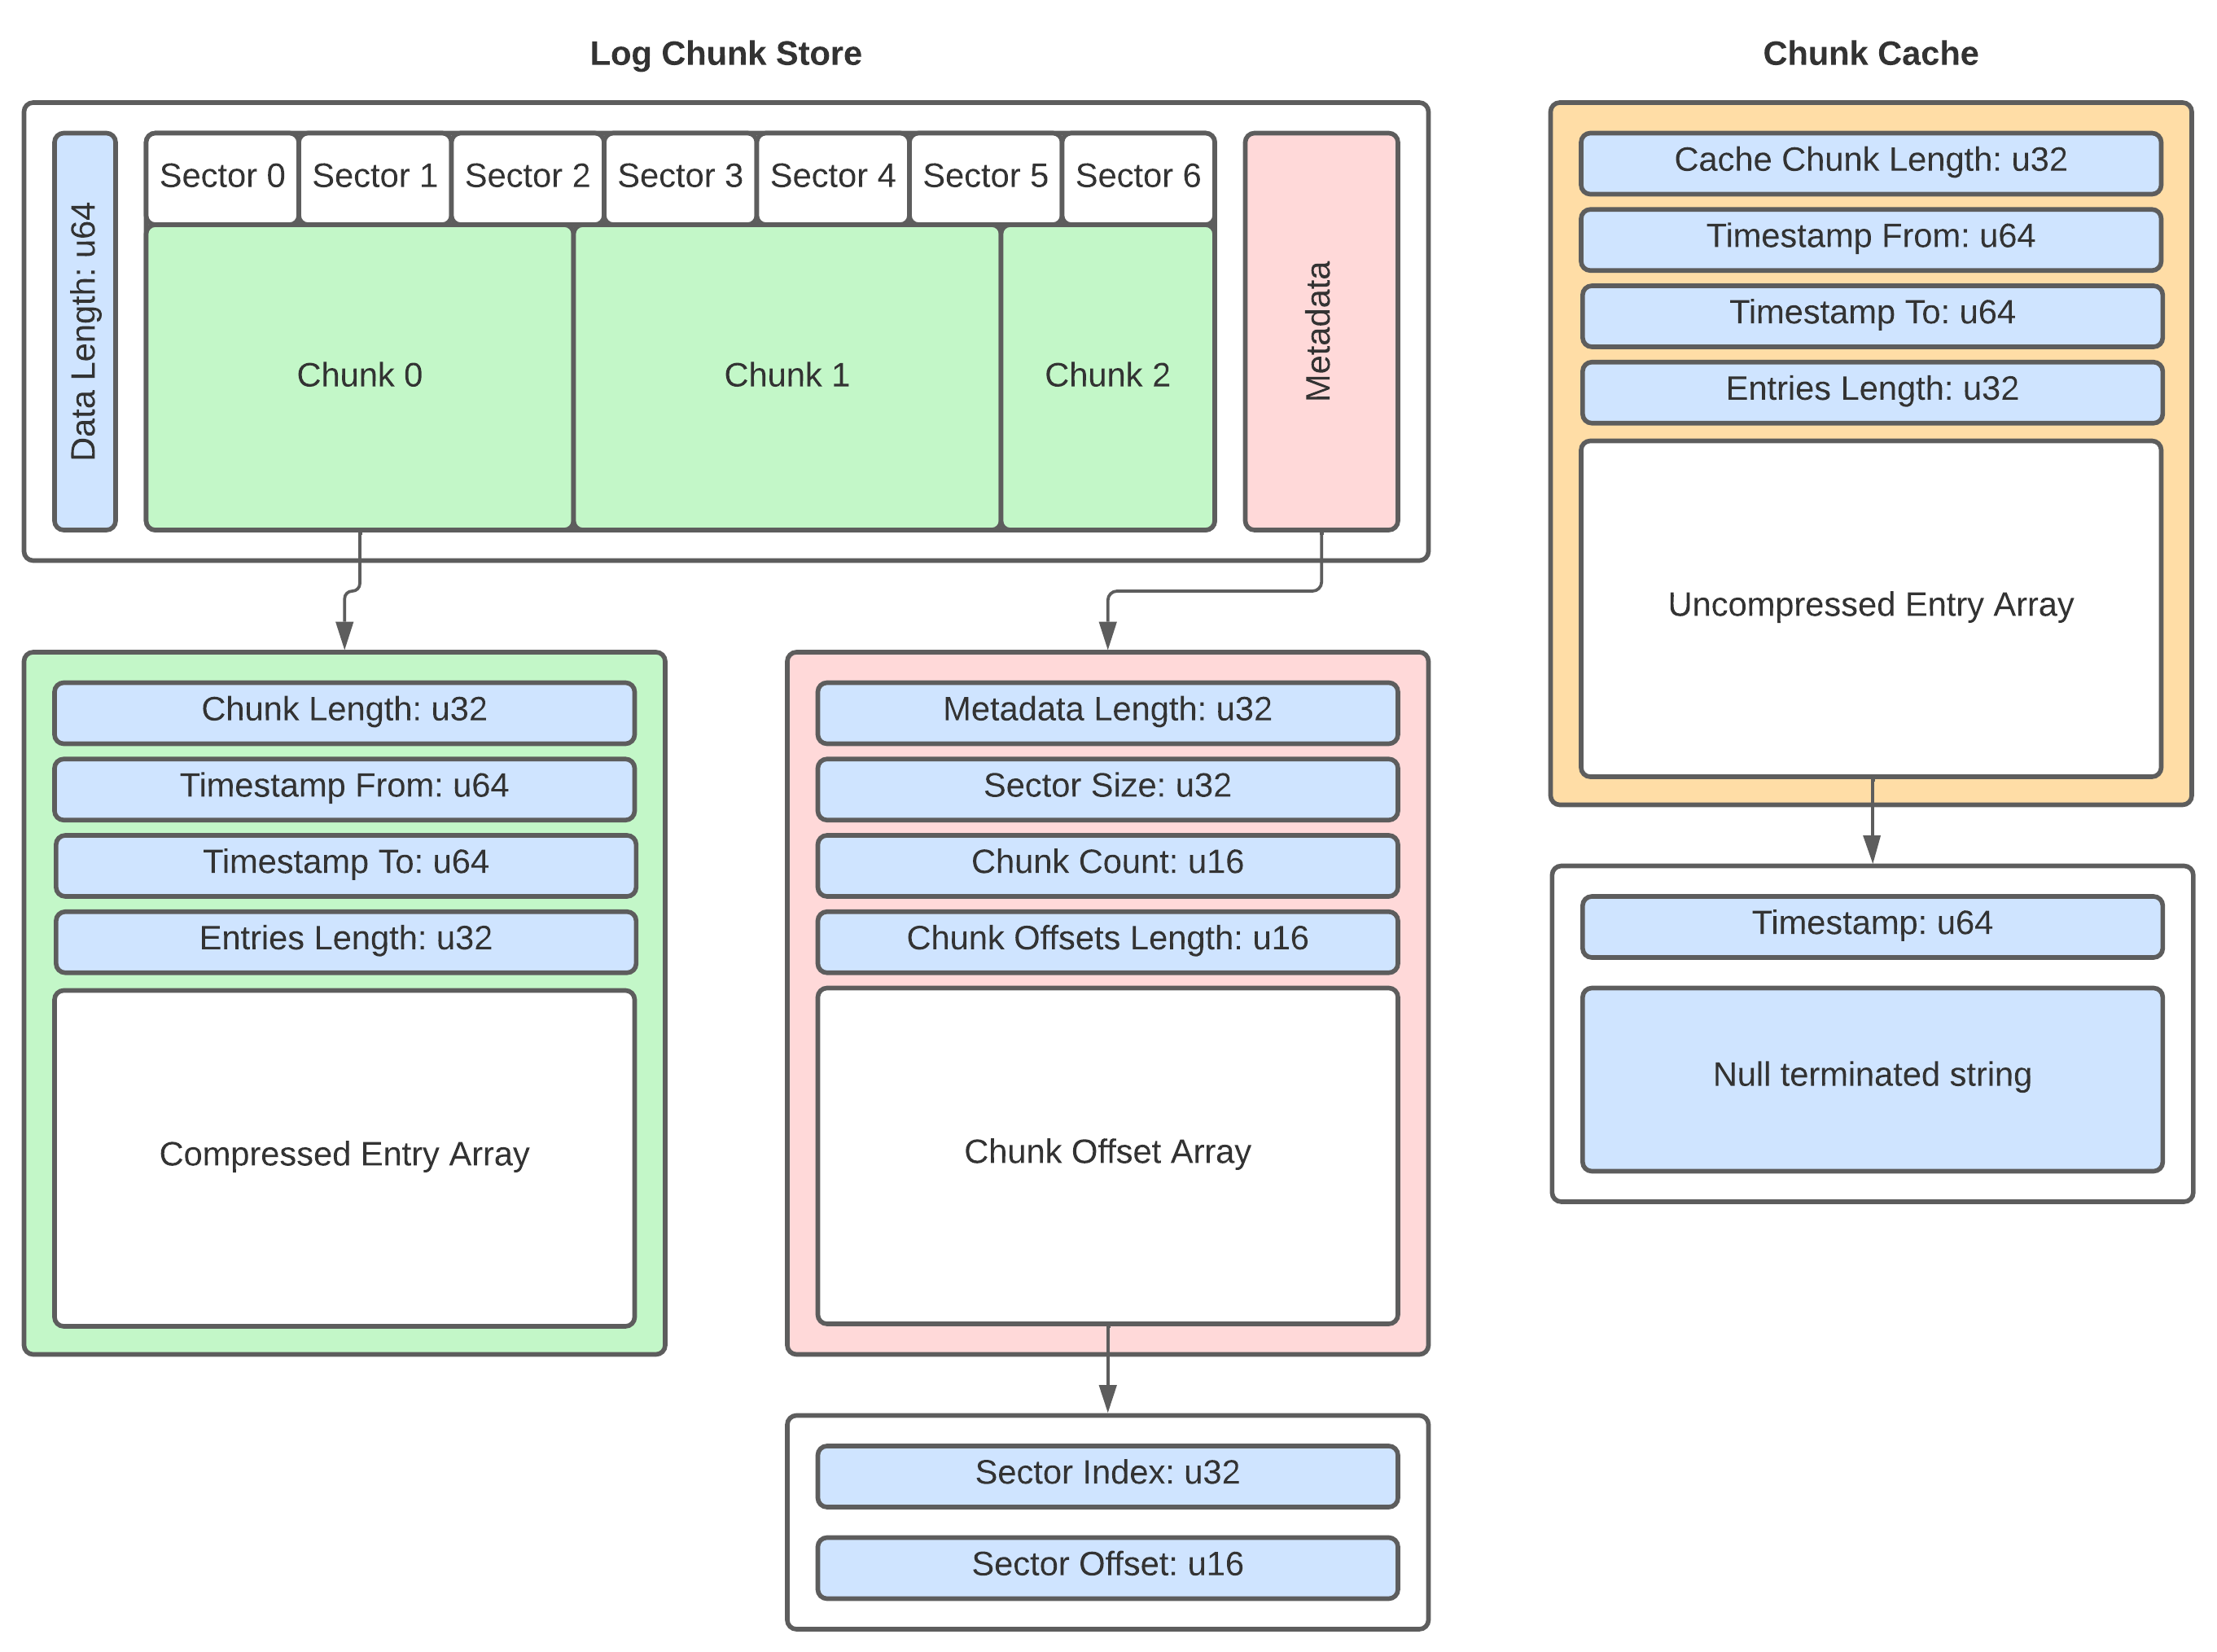 Log Chunk Store
Data Length: u64
Sector 0
Sector 1
Sector 2
Sector 3
Sector 4
Sector 5
Sector 6
Chunk 0
Chunk 1
Chunk 2
Metadata
Chunk Length: u32
Timestamp From: u64
Timestamp To: u64
Entries Length: u32
Compressed Entry Array
Metadata Length: u32
Sector Size: u32
Chunk Count: u16
Chunk Offsets Length: u16
Chunk Offset Array
Sector Index: u32
Sector Offset: u16
Chunk Cache
Cache Chunk Length: u32
Timestamp From: u64
Timestamp To: u64
Entries Length: u32
Uncompressed Entry Array
Timestamp: u64
Null terminated string